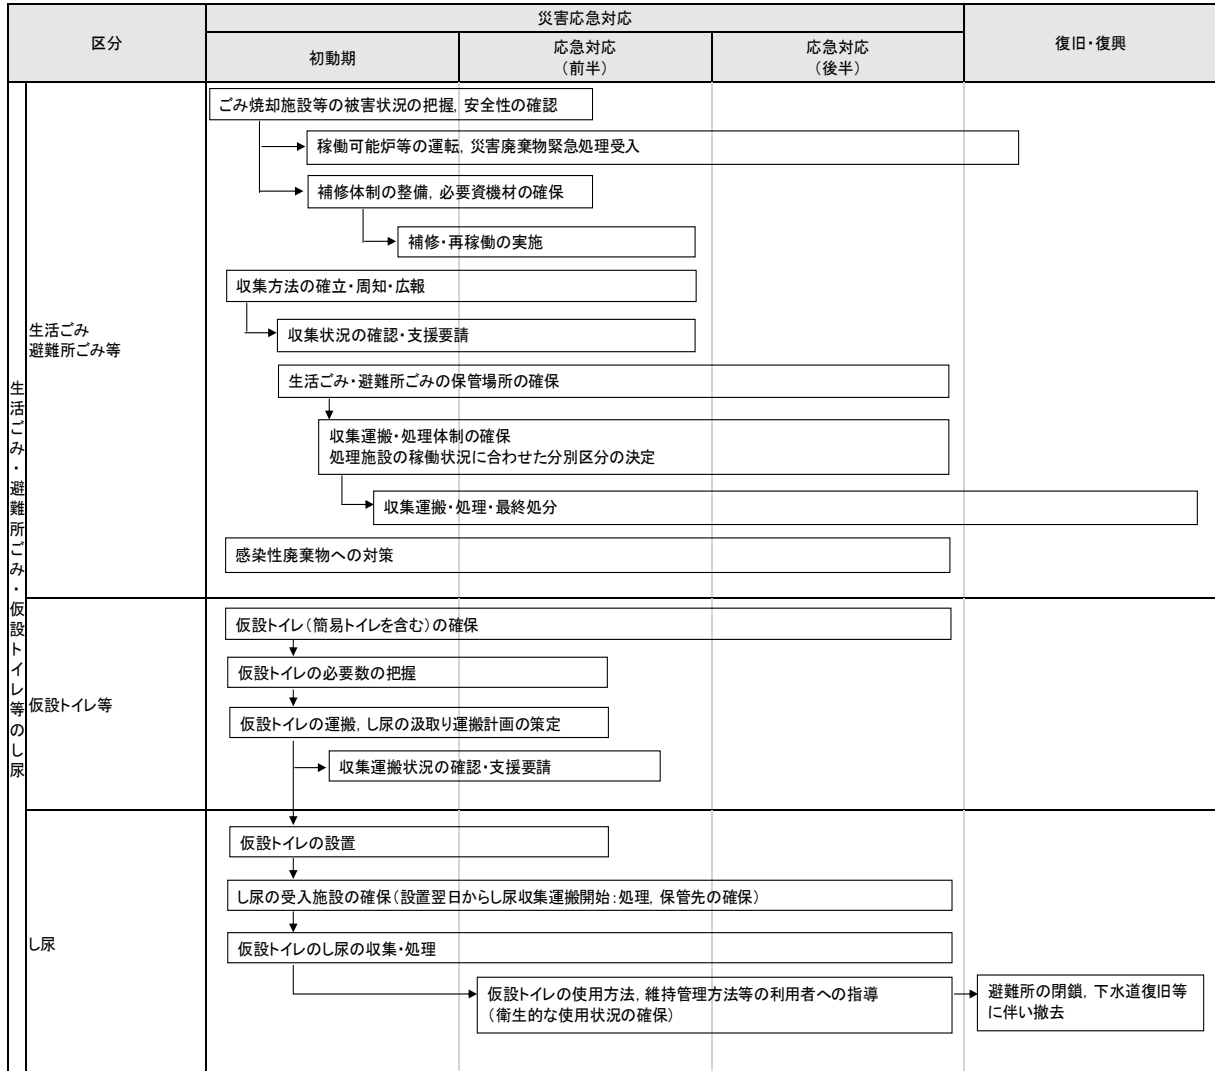 区分
災害応急対応
初動期
応急対応
（前半）
応急対応
（後半）
復旧・復興
生活ごみ・避難所ごみ・仮設トイレ等のし尿
生活ごみ
避難所ごみ等
ごみ焼却施設等の被害状況の把握，安全性の確認
稼働可能炉等の運転，災害廃棄物緊急処理受入
補修体制の整備，必要資機材の確保
補修・再稼働の実施
収集方法の確立・周知・広報
収集状況の確認・支援要請
生活ごみ・避難所ごみの保管場所の確保
収集運搬・処理体制の確保
処理施設の稼働状況に合わせた分別区分の決定
収集運搬・処理・最終処分
感染性廃棄物への対策
仮設トイレ等
仮設トイレ（簡易トイレを含む）の確保
仮設トイレの必要数の把握
仮設トイレの運搬，し尿の汲取り運搬計画の策定
収集運搬状況の確認・支援要請
し尿
仮設トイレの設置
し尿の受入施設の確保（設置翌日からし尿収集運搬開始：処理，保管先の確保）
仮設トイレのし尿の収集・処理
仮設トイレの使用方法，維持管理方法等の利用者への指導
（衛生的な使用状況の確保）
避難所の閉鎖，下水道復旧等
に伴い撤去